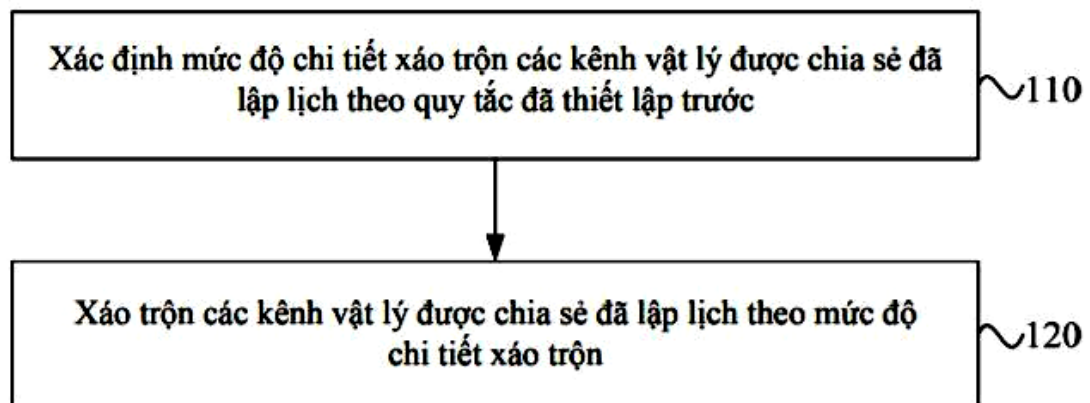 Xác định mức độ chi tiết xáo trộn các kênh vật lý được chia sẻ đã
lập lịch theo quy tắc đã thiết lập trước
110
Xáo trộn các kênh vật lý được chia sẻ đã lập lịch theo mức độ
chi tiết xáo trộn
120